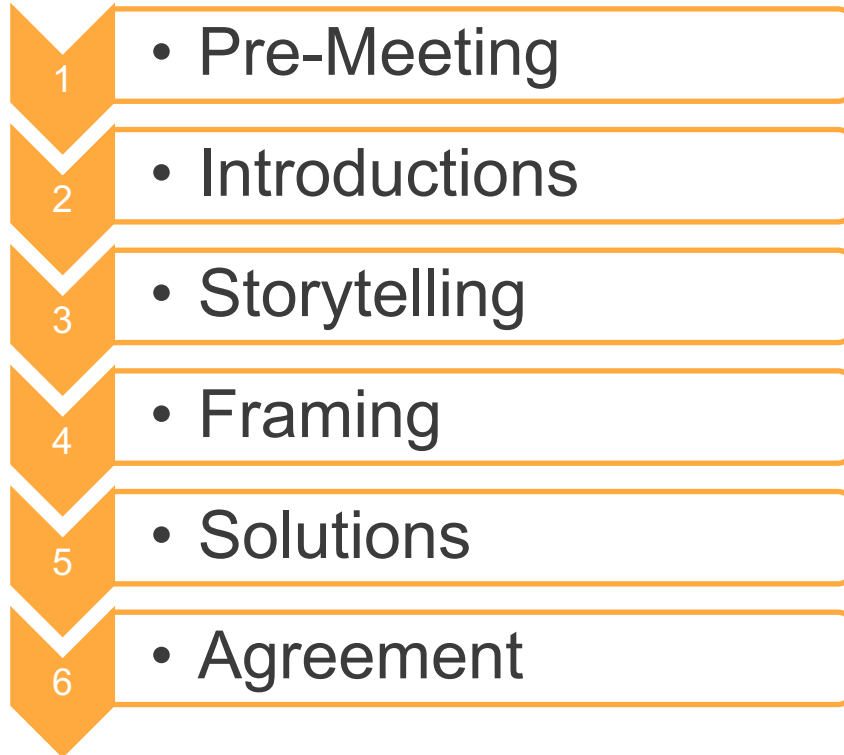 1 • Pre-Meeting
2 • Introductions
3 • Storytelling
4 • Framing
5 • Solutions
6 • Agreement